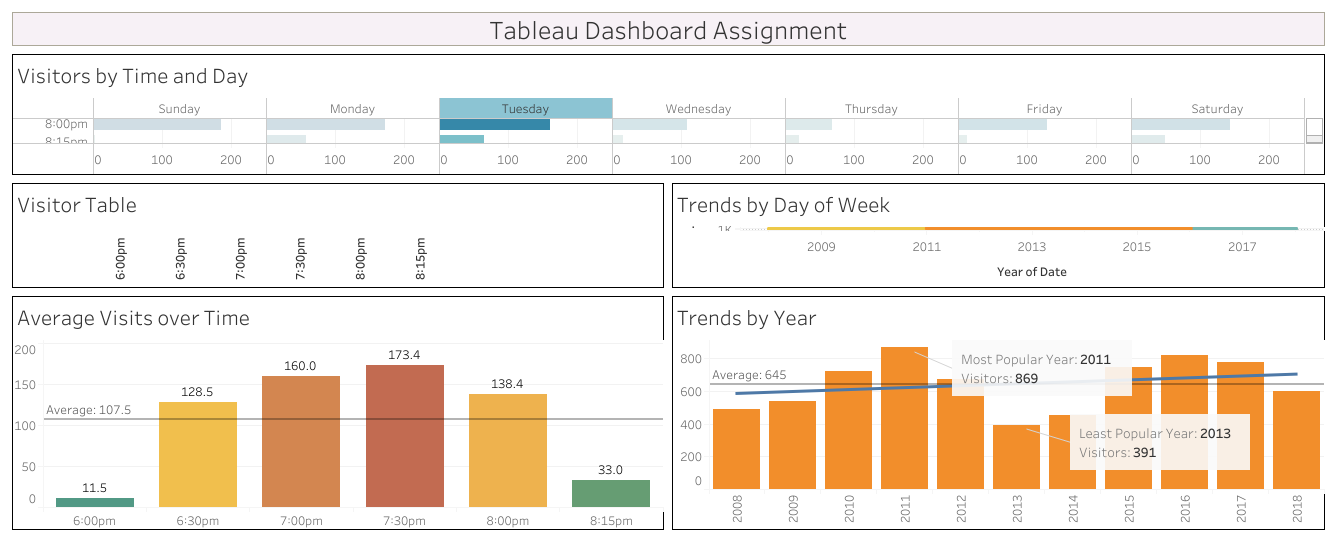 Tableau Dashboard Assignment
Visitors by Time and Day
Sunday Monday Tuesday Wednesday Thursday Friday Saturday
8:00pm
8:15pm
0 100 200 0 100 200 0 100 200 0 100 200 0 100 200 0 100 200 0 100 200
Visitor Table
6:00pm 6:30pm 7:00pm 7:30pm 8:00pm 8:15pm
Trends by Day of Week
1K
2009 2011 2013 2015 2017
Year of Date
Average Visits over Time
200
150
100
50
0
Average: 107.5
11.5 128.5 160.0 173.4 138.4 33.0
6:00pm 6:30pm 7:00pm 7:30pm 8:00pm 8:15pm
Trends by Year
800
600
400
200
0
Average: 645
Most Popular Year: 2011
Visitors: 869
Least Popular Year: 2013
Visitors: 391
2008 2009 2010 2011 2012 2013 2014 2015 2016 2017 2018